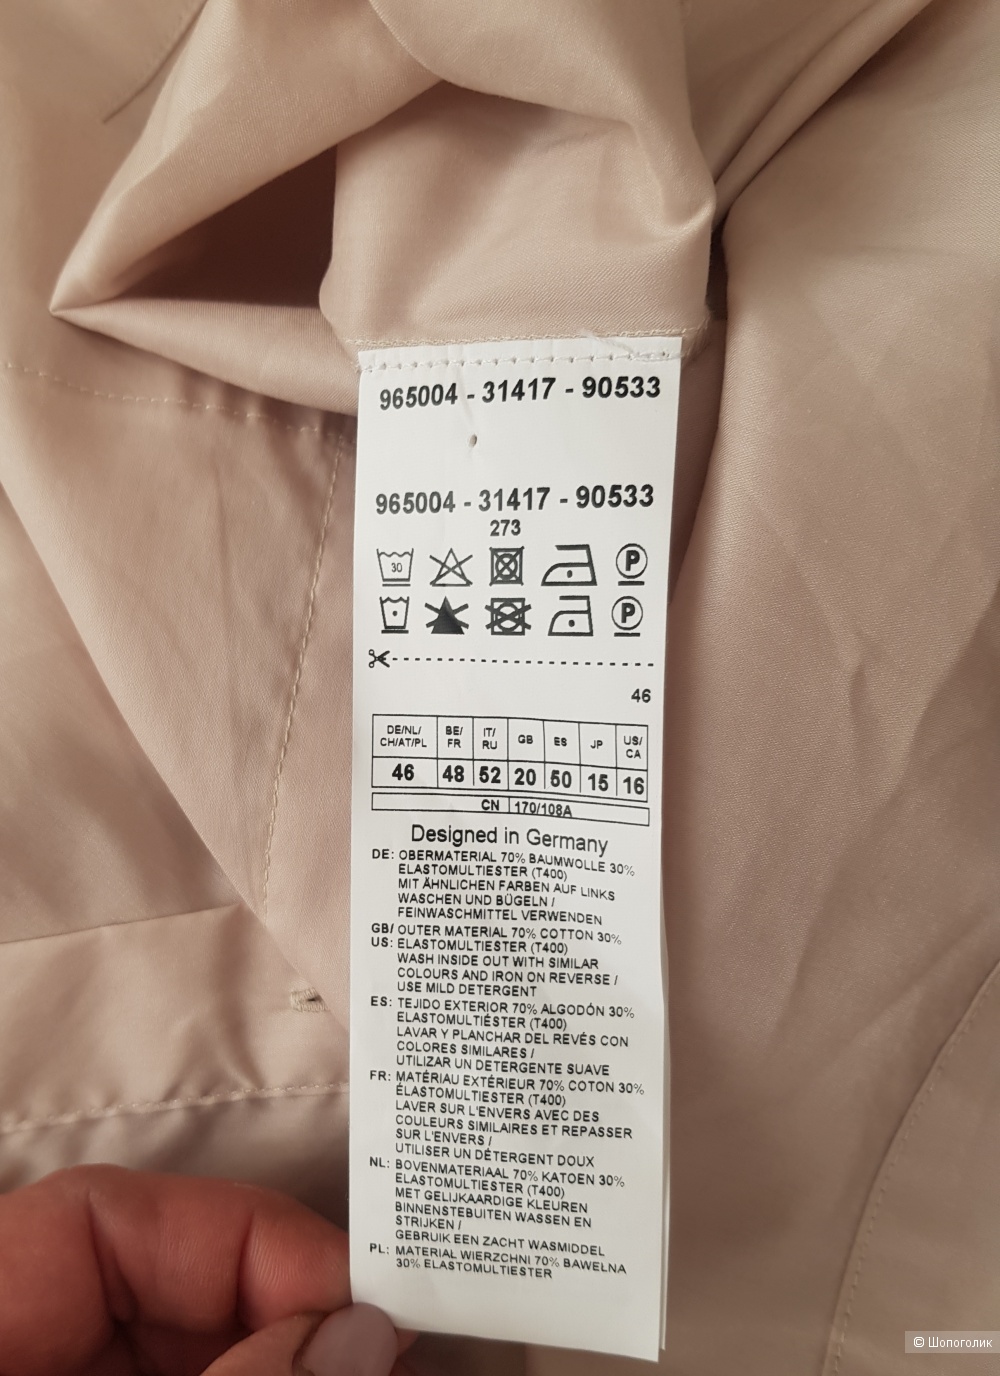 965004 - 31417 - 90533
965004 - 31417 - 90533
273
30 P
P
46
DE/NL/CH/AT/PL BE/FR IT/RU GB ES JP US/CA
46 48 52 20 50 15 16
CN 170/108A
Designed in Germany
DE: OBERMATERIAL 70% BAUMWOLLE 30%
ELASTOMULTIESTER (T400)
MIT ÄHNLICHEN FARBEN AUF LINKS
WASCHEN UND BÜGELN /
FEINWASCHMITTEL VERWENDEN
GB/ OUTER MATERIAL 70% COTTON 30%
US: ELASTOMULTIESTER (T400)
WASH INSIDE OUT WITH SIMILAR
COLOURS AND IRON ON REVERSE /
USE MILD DETERGENT
ES: TEJIDO EXTERIOR 70% ALGODÓN 30%
ELASTOMULTIÉSTER (T400)
LAVAR Y PLANCHAR DEL REVÉS CON
COLORES SIMILARES /
UTILIZAR UN DETERGENTE SUAVE
FR: MATÉRIAU EXTÉRIEUR 70% COTON 30%
ÉLASTOMULTIESTER (T400)
LAVER SUR L'ENVERS AVEC DES
COULEURS SIMILAIRES ET REPASSER
SUR L'ENVERS /
UTILISER UN DÉTERGENT DOUX
NL: BOVENMATERIAAL 70% KATOEN 30%
ELASTOMULTIESTER (T400)
MET GELIJKAARDIGE KLEUREN
BINNENSTEBUITEN WASSEN EN
STRIJKEN /
GEBRUIK EEN ZACHT WASMIDDEL
PL: MATERIAL WIERZCHNI 70% BAWEŁNA
30% ELASTOMULTIESTER
© Шопоголик